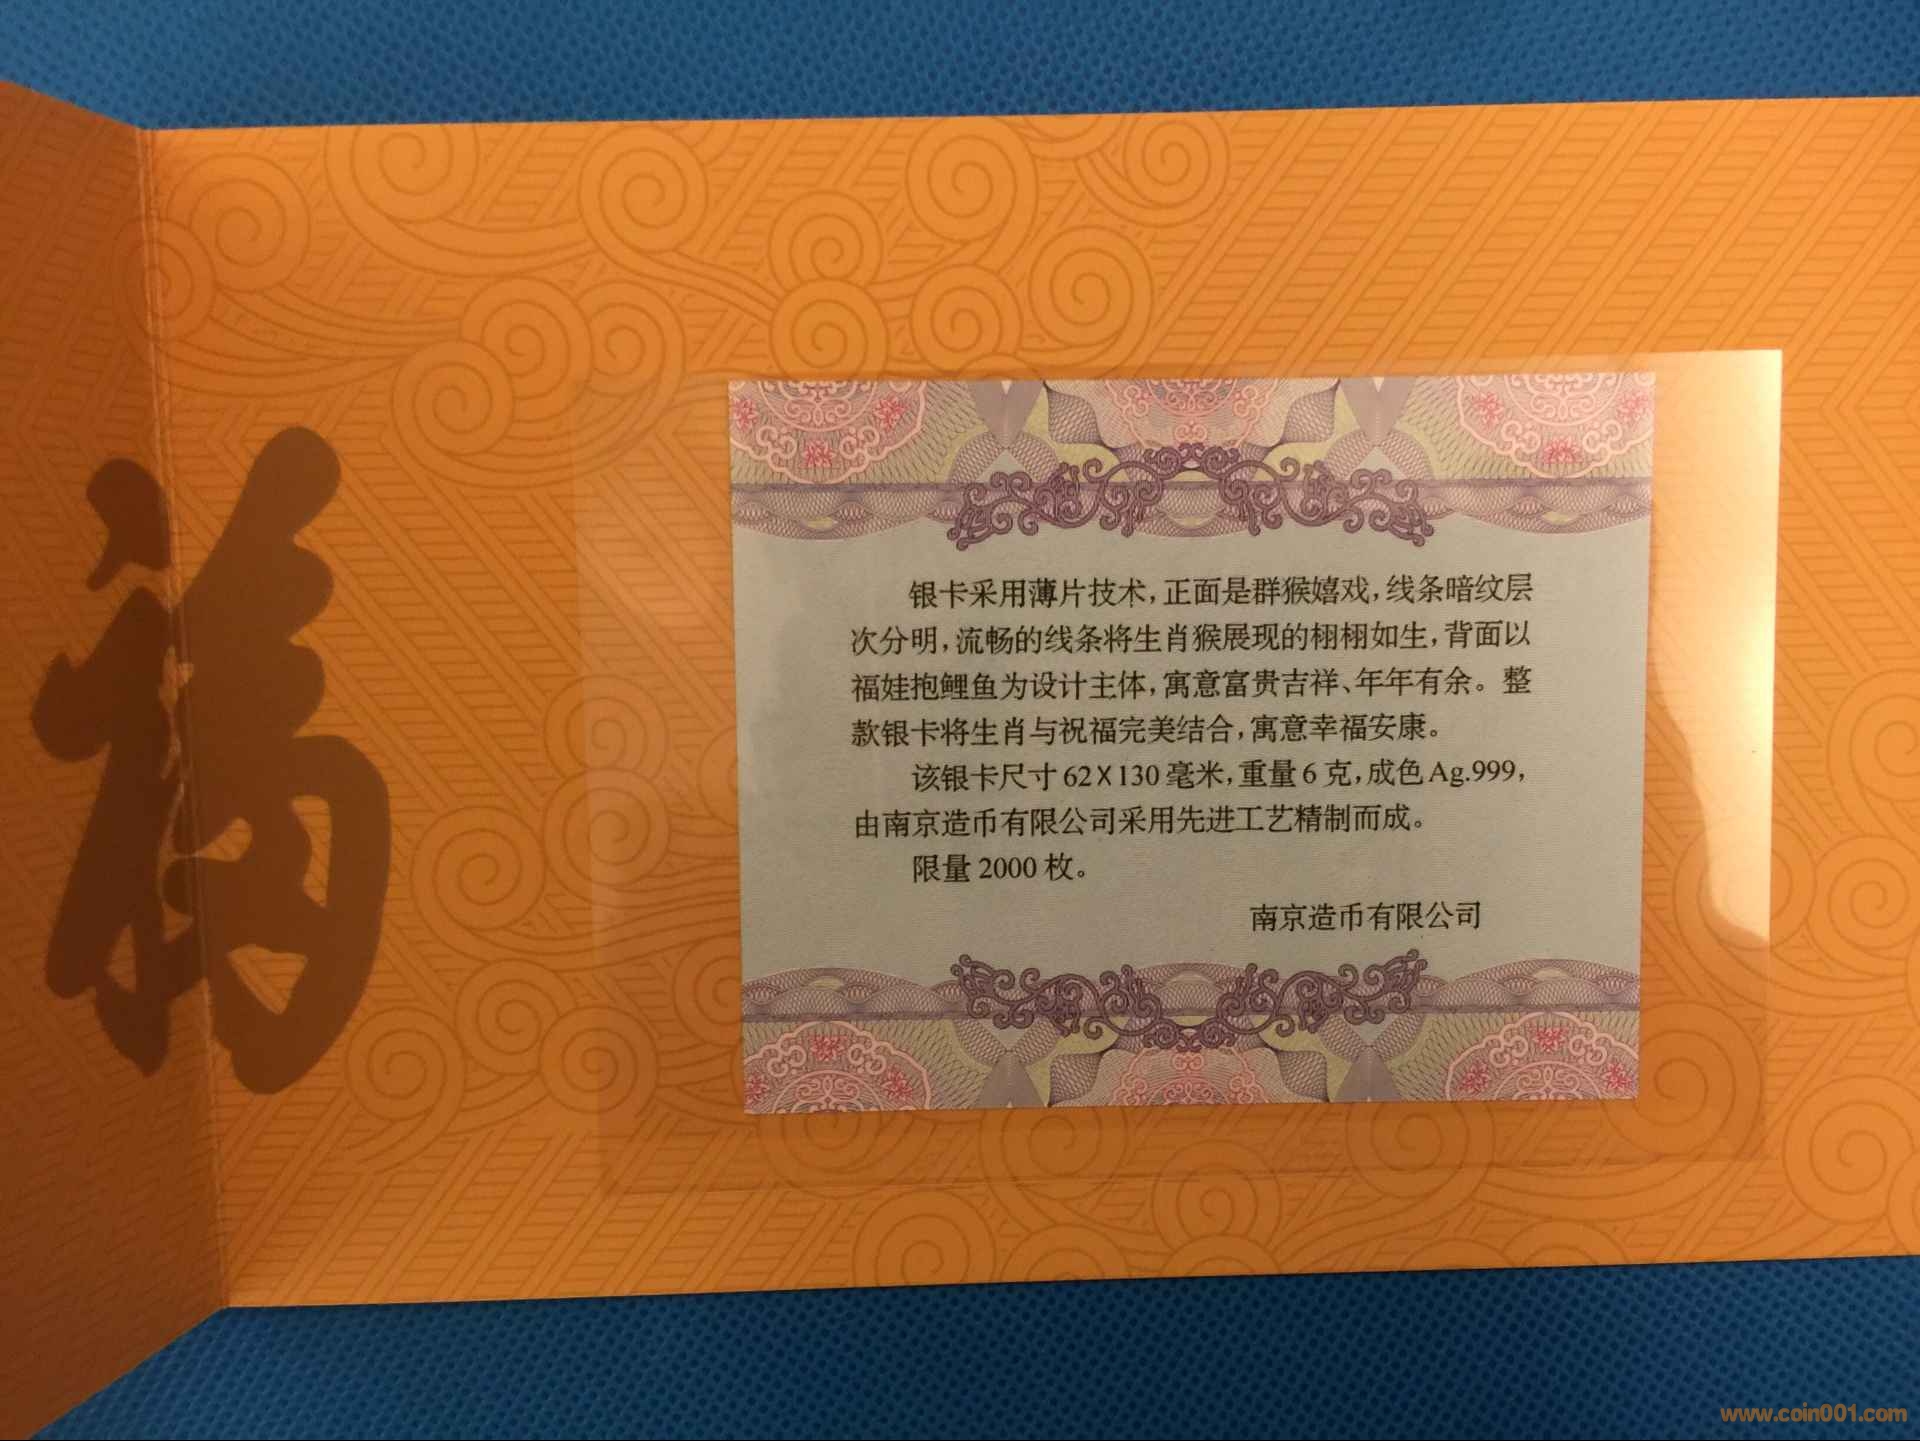 福
银卡采用薄片技术,正面是群猴嬉戏,线条暗纹层
次分明,流畅的线条将生肖猴展现的栩栩如生,背面以
福娃抱鲤鱼为设计主体,寓意富贵吉祥、年年有余。整
款银卡将生肖与祝福完美结合,寓意幸福安康。
该银卡尺寸62X130毫米,重量6克,成色Ag.999,
由南京造币有限公司采用先进工艺精制而成。
限量2000枚。
南京造币有限公司
www.coin001.com